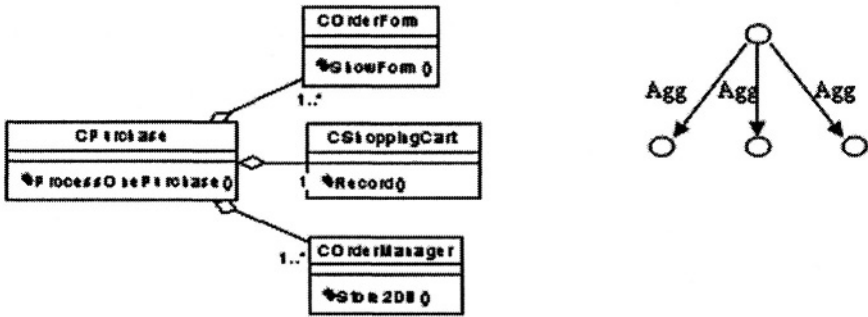 COrderForm
ShowForm()
1..*
CPurchase
ProcessOnePurchase()
CShoppingCart
1
Record()
COrderManager
1..*
Store2DB()
Agg Agg Agg